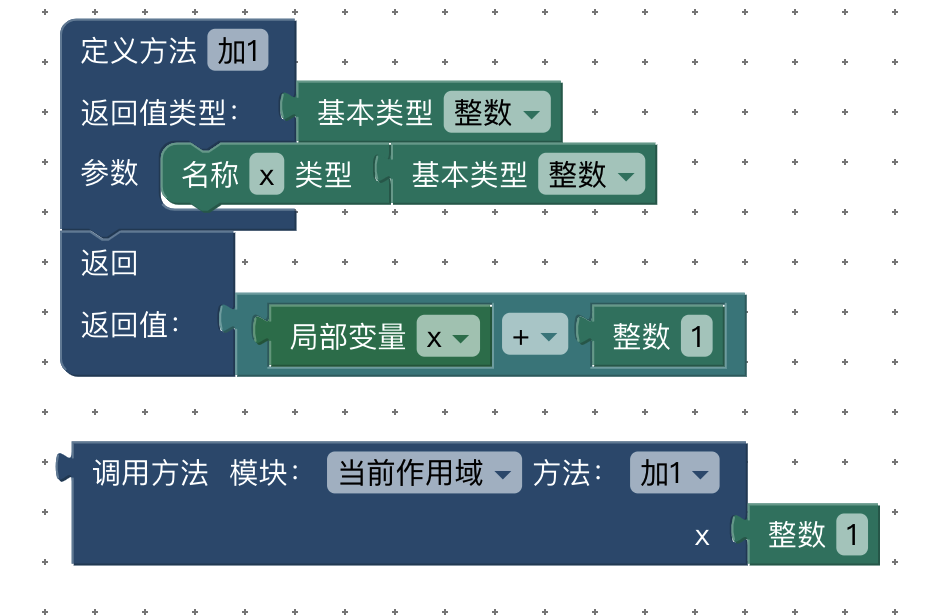 定义方法 加1
返回值类型： 基本类型 整数
参数 名称 x 类型 基本类型 整数
返回
返回值： 局部变量 x + 整数 1
调用方法 模块： 当前作用域 方法： 加1
x 整数 1